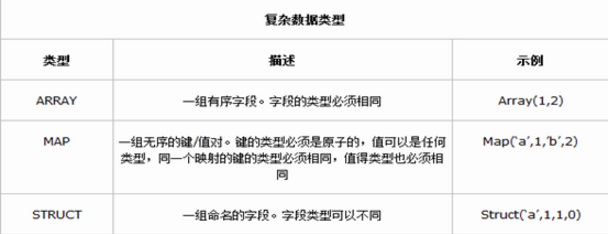 复杂数据类型
类型 描述 示例
ARRAY 一组有序字段。字段的类型必须相同 Array(1,2)
MAP 一组无序的键/值对。键的类型必须是原子的，值可以是任何 Map('a',1,'b',2)
类型，同一个映射的键的类型必须相同，值得类型也必须相
同
STRUCT 一组命名的字段。字段类型可以不同 Struct('a',1,1,0)